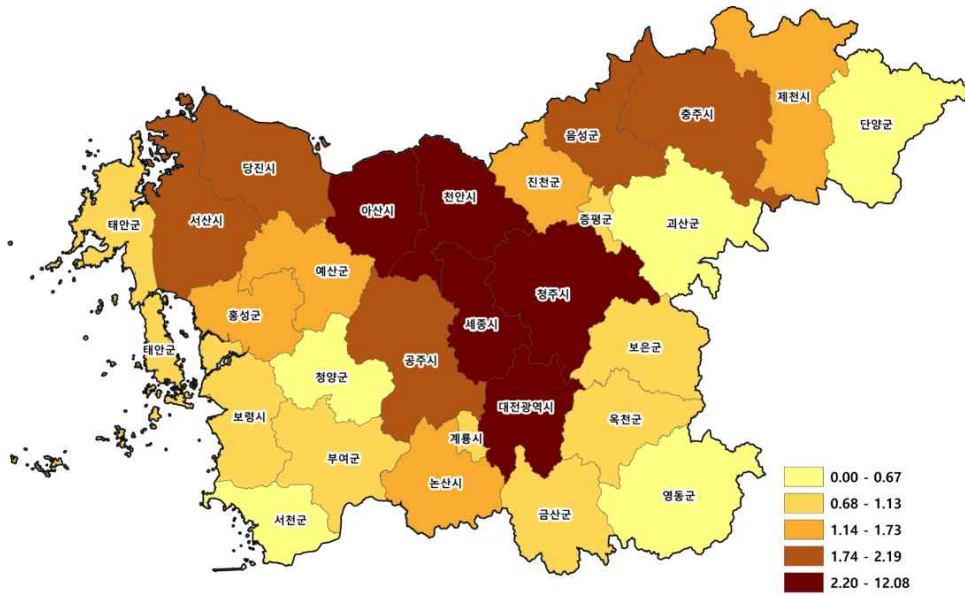 제천시
단양군
충주시
음성군
진천군
증평군
괴산군
당진시
천안시
아산시
서산시
태안군
예산군
청주시
홍성군
세종시
태안군
공주시
보은군
청양군
대전광역시
보령시
옥천군
계룡시
부여군
논산시
영동군
금산군
서천군
0.00 - 0.67
0.68 - 1.13
1.14 - 1.73
1.74 - 2.19
2.20 - 12.08